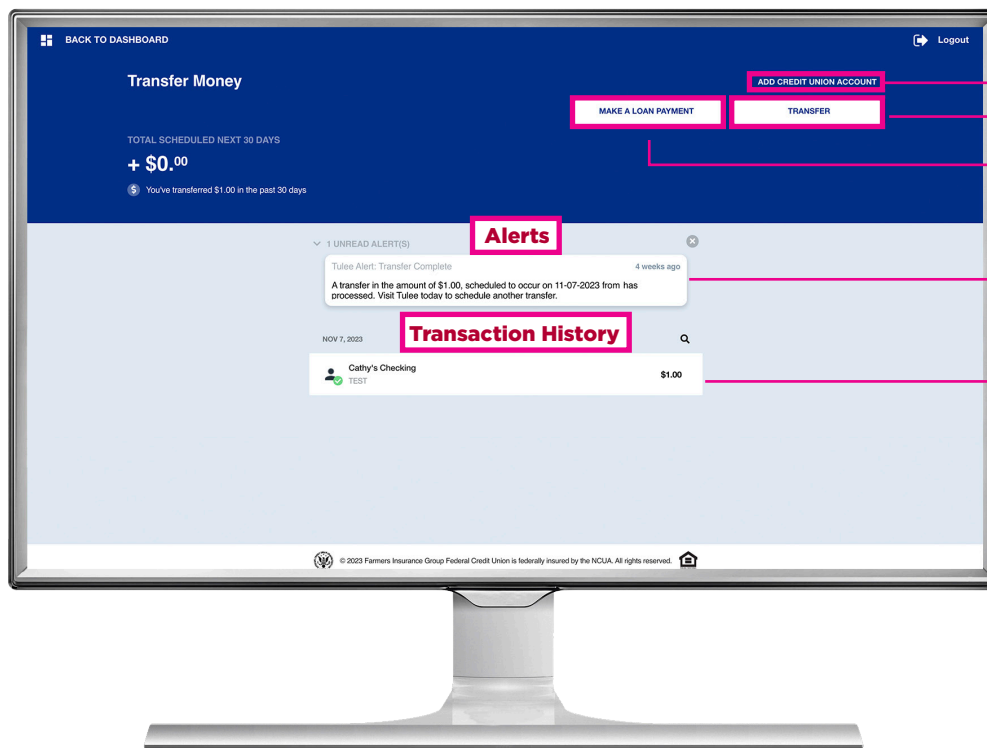 BACK TO DASHBOARD
Logout
Transfer Money
ADD CREDIT UNION ACCOUNT
MAKE A LOAN PAYMENT
TRANSFER
TOTAL SCHEDULED NEXT 30 DAYS
+ $0.00
$ You've transferred $1.00 in the past 30 days
Alerts
1 UNREAD ALERT(S)
Tulee Alert: Transfer Complete
4 weeks ago
A transfer in the amount of $1.00, scheduled to occur on 11-07-2023 from has
processed. Visit Tulee today to schedule another transfer.
Transaction History
NOV 7, 2023
Cathy's Checking
TEST
$1.00
© 2023 Farmers Insurance Group Federal Credit Union is federally insured by the NCUA. All rights reserved.